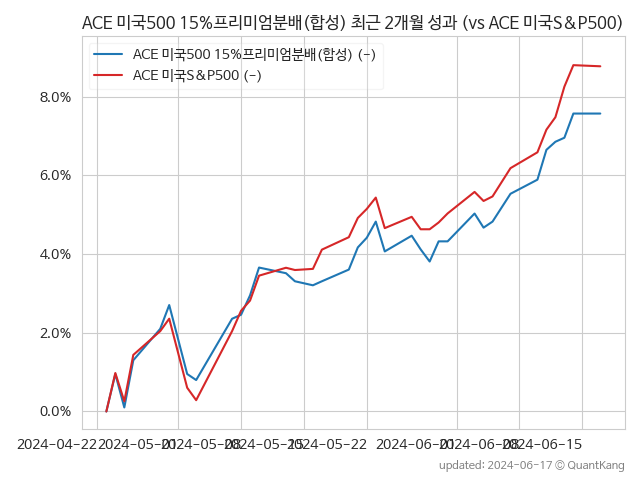 ACE 미국500 15%프리미엄분배(합성) 최근 2개월 성과 (vs ACE 미국S&P500)
ACE 미국500 15%프리미엄분배(합성) (-)
ACE 미국S&P500 (-)
8.0%
6.0%
4.0%
2.0%
0.0%
2024-04-22 2024-05-01 2024-05-08 2024-05-15 2024-05-22 2024-06-01 2024-06-08 2024-06-15
updated: 2024-06-17 © QuantKang